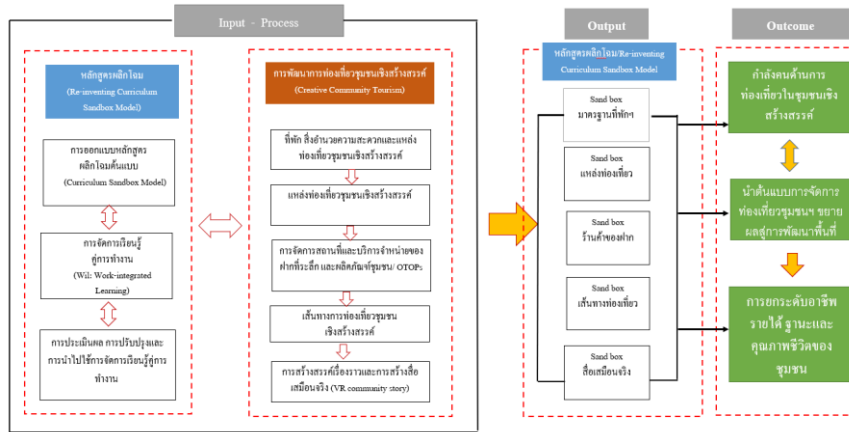 Input - Process
หลักสูตรพลิกโฉม
(Re-inventing Curriculum
Sandbox Model)
การออกแบบหลักสูตร
พลิกโฉมต้นแบบ
(Curriculum Sandbox Model)
การจัดการเรียนรู้
คู่การทำงาน
(Wil: Work-integrated
Learning)
การประเมินผล การปรับปรุงและ
การนำไปใช้การจัดการเรียนรู้คู่การ
ทำงาน
การพัฒนาการท่องเที่ยวชุมชนเชิงสร้างสรรค์
(Creative Community Tourism)
ที่พัก สิ่งอำนวยความสะดวกและแหล่ง
ท่องเที่ยวชุมชนเชิงสร้างสรรค์
แหล่งท่องเที่ยวชุมชนเชิงสร้างสรรค์
การจัดการสถานที่และบริการจำหน่ายของ
ฝากที่ระลึก และผลิตภัณฑ์ชุมชน/ OTOPs
เส้นทางการท่องเที่ยวชุมชน
เชิงสร้างสรรค์
การสร้างสรรค์เรื่องราวและการสร้างสื่อ
เสมือนจริง (VR community story)
Output
หลักสูตรพลิกโฉม/Re-inventing
Curriculum Sandbox Model
Sand box
มาตรฐานที่พักฯ
Sand box
แหล่งท่องเที่ยว
Sand box
ร้านค้าของฝาก
Sand box
เส้นทางท่องเที่ยว
Sand box
สื่อเสมือนจริง
Outcome
กำลังคนด้านการ
ท่องเที่ยวในชุมชนเชิง
สร้างสรรค์
นำต้นแบบการจัดการ
ท่องเที่ยวชุมชนฯ ขยาย
ผลสู่การพัฒนาพื้นที่
การยกระดับอาชีพ
รายได้ ฐานะและ
คุณภาพชีวิตของ
ชุมชน